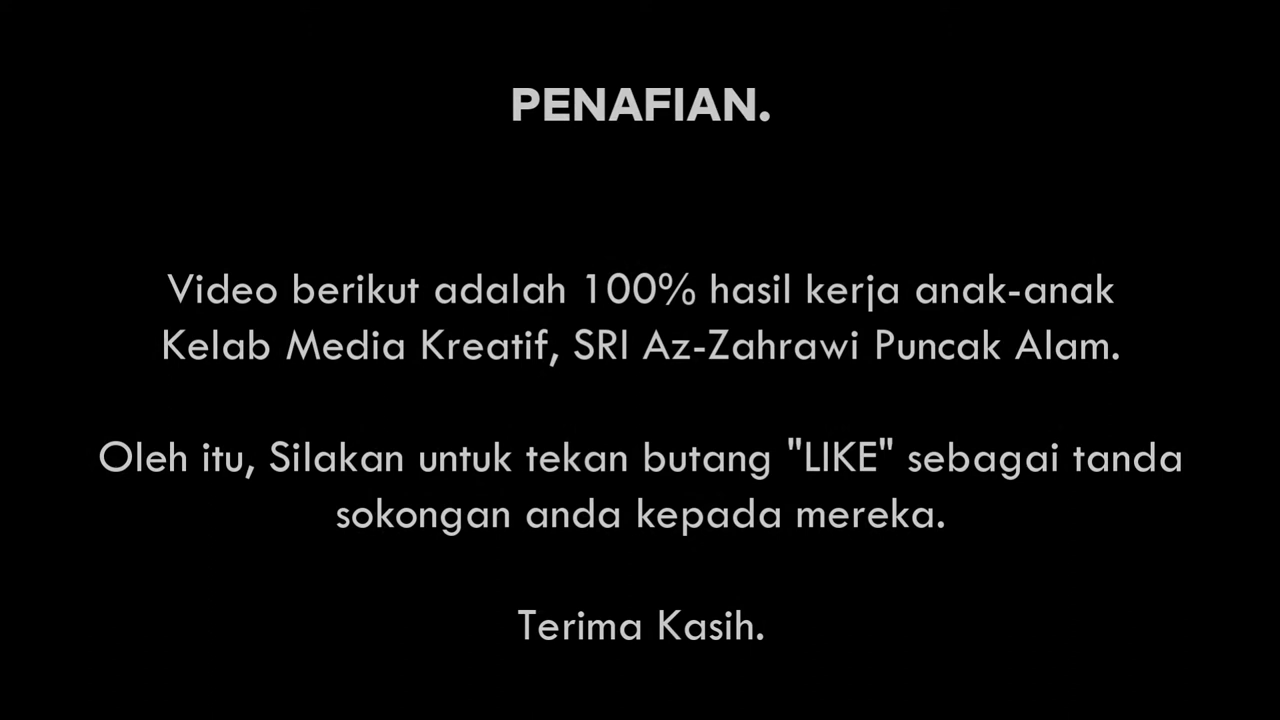 PENAFIAN.
Video berikut adalah 100% hasil kerja anak-anak
Kelab Media Kreatif, SRI Az-Zahrawi Puncak Alam.
Oleh itu, Silakan untuk tekan butang "LIKE" sebagai tanda
sokongan anda kepada mereka.
Terima Kasih.